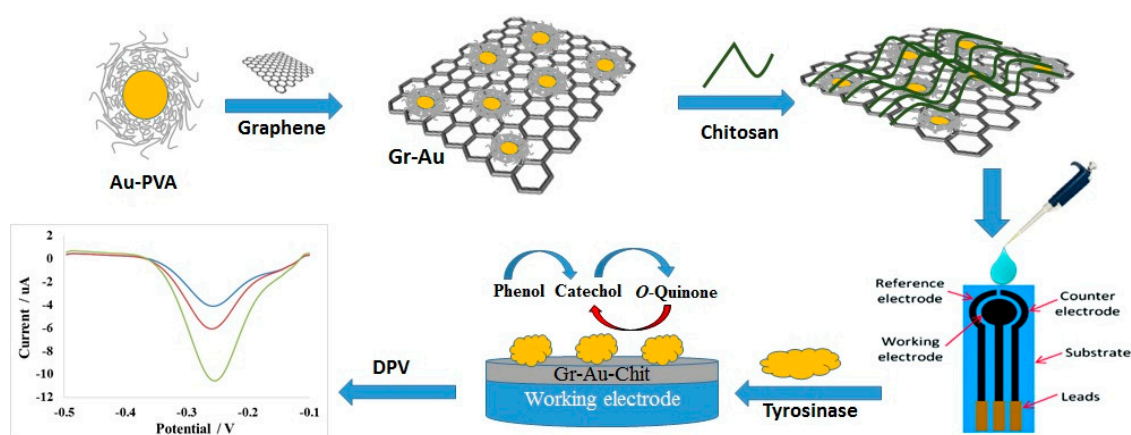 Au-PVA
Graphene
Gr-Au
Chitosan
Reference
electrode
Working
electrode
Counter
electrode
Substrate
Leads
Tyrosinase
Phenol Catechol O-Quinone
Gr-Au-Chit
Working electrode
DPV
Current / uA
2
0
-2
-4
-6
-8
-10
-12
-0.5 -0.4 -0.3 -0.2 -0.1
Potential / V